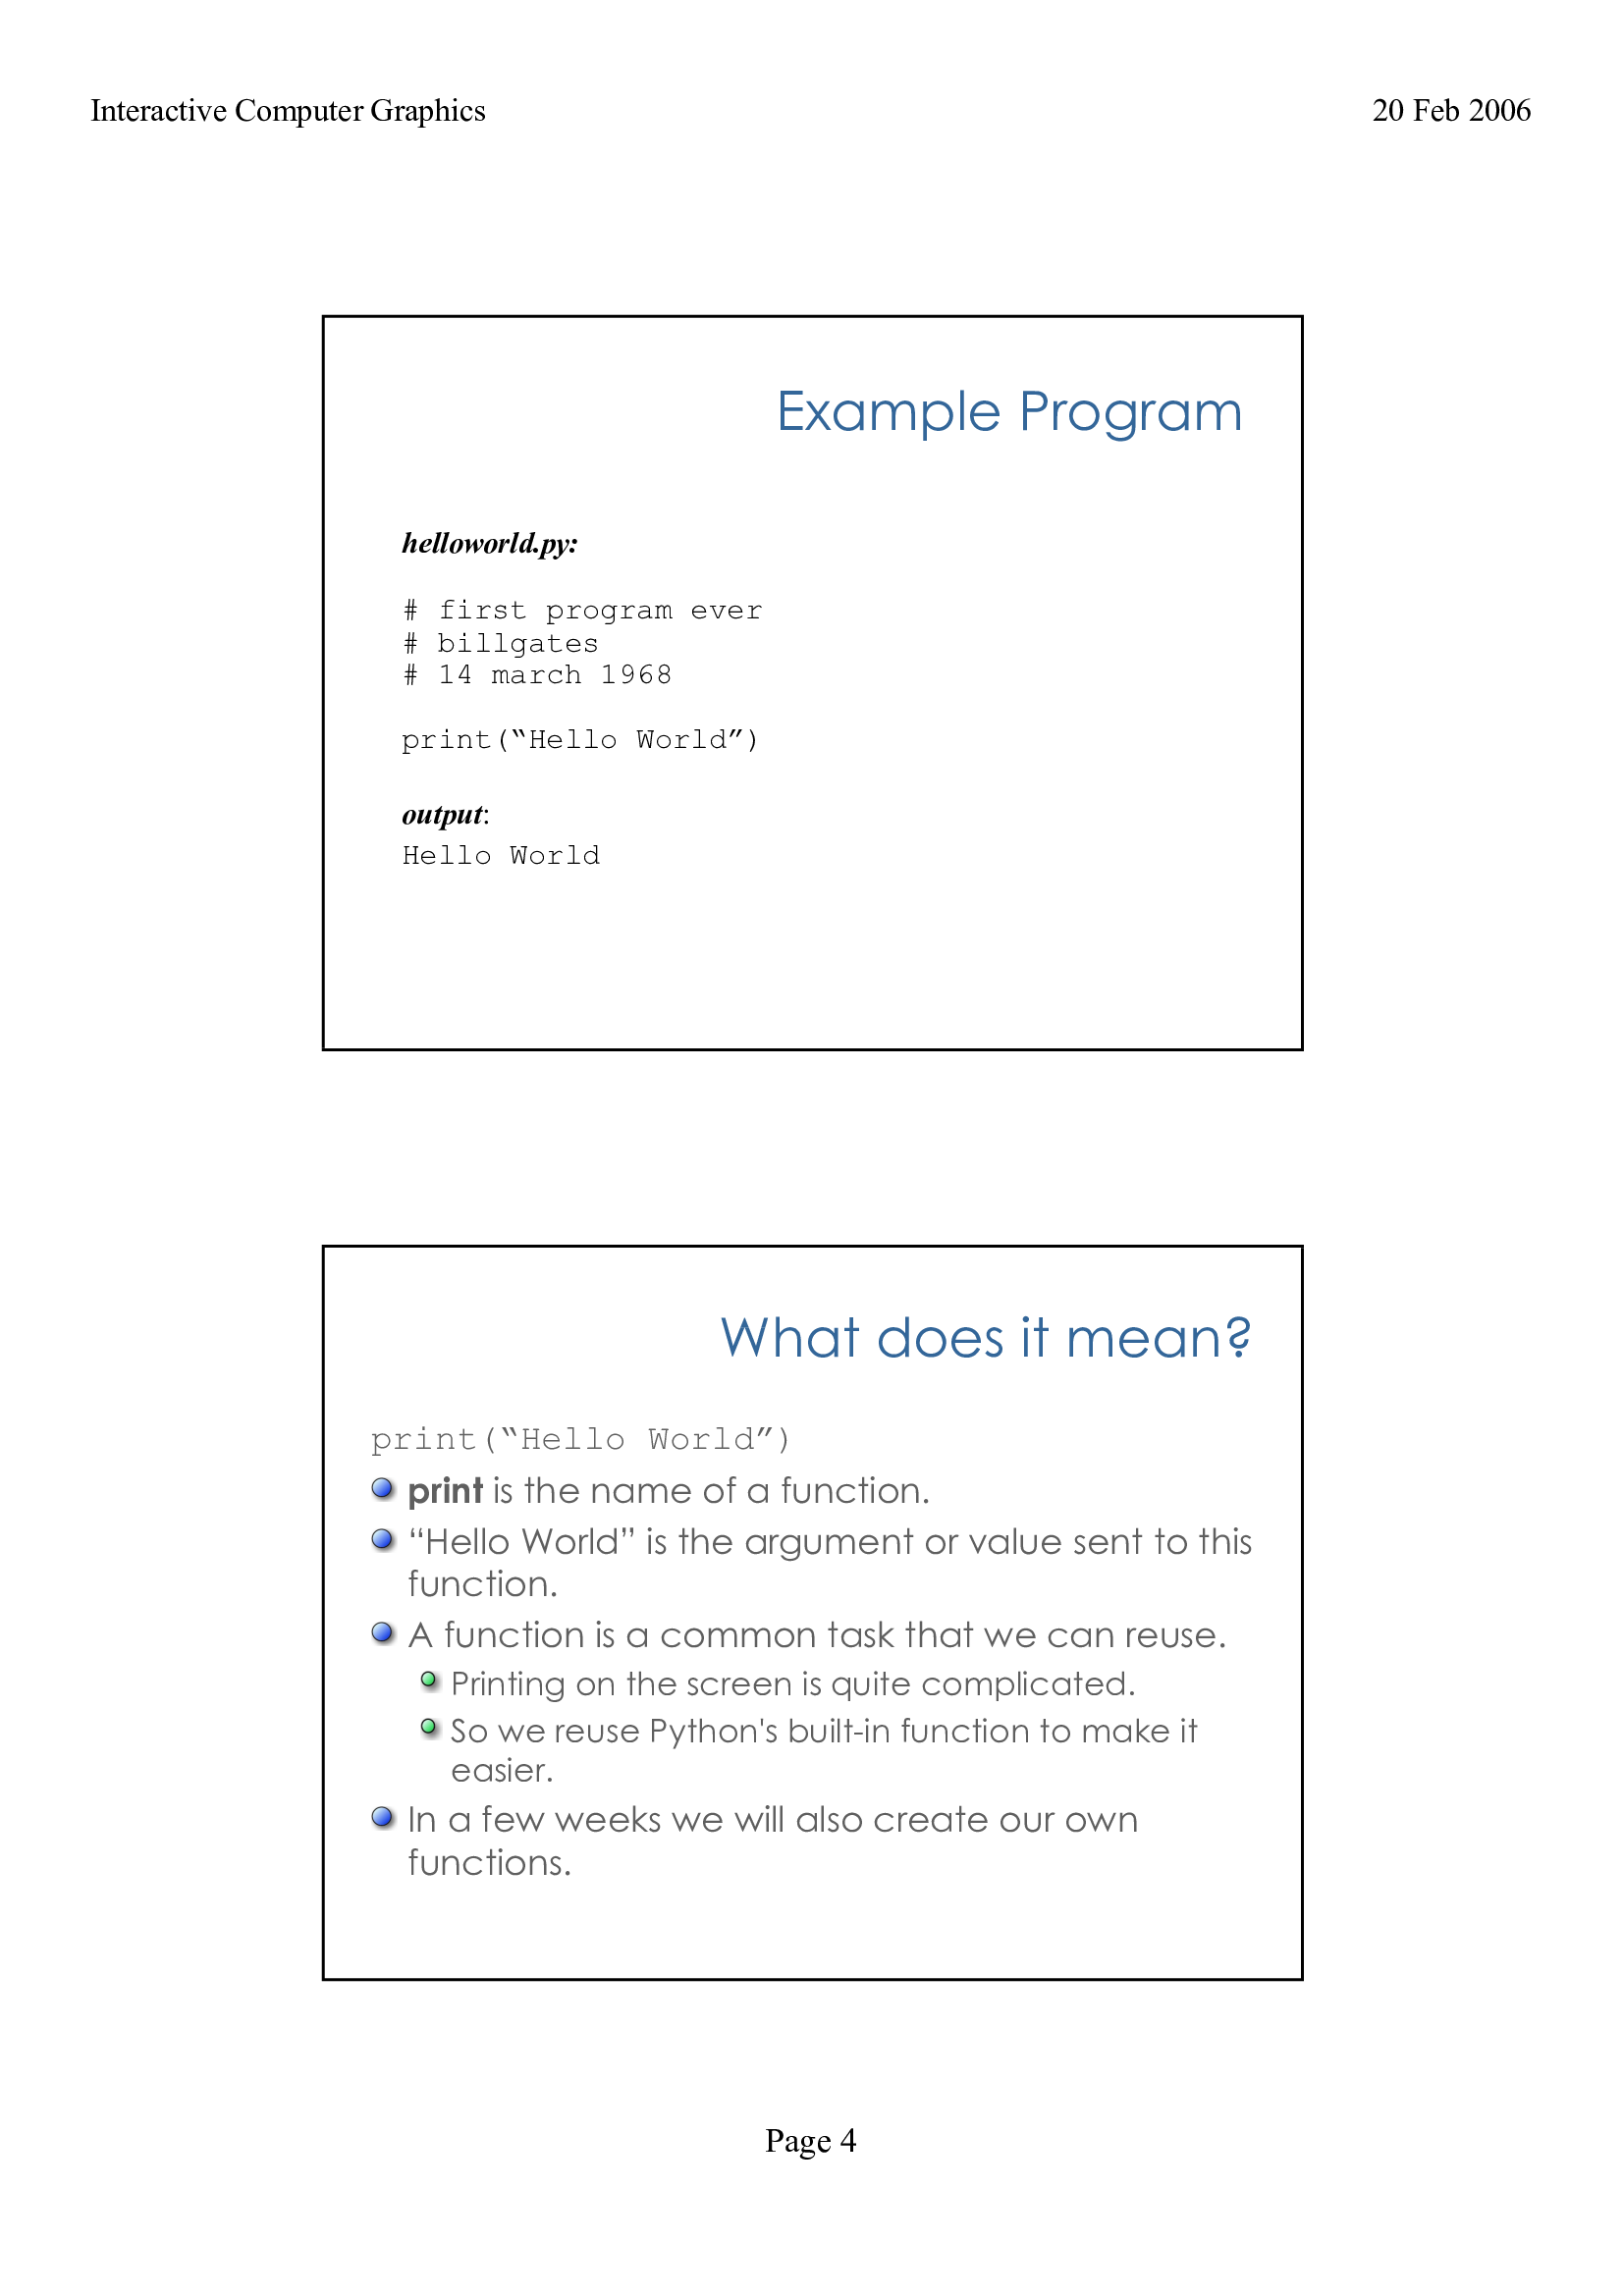 Interactive Computer Graphics
20 Feb 2006
Example Program
helloworld.py:
# first program ever
# billgates
# 14 march 1968
print(“Hello World”)
output:
Hello World
What does it mean?
print(“Hello World”)
print is the name of a function.
“Hello World” is the argument or value sent to this
function.
A function is a common task that we can reuse.
Printing on the screen is quite complicated.
So we reuse Python's built-in function to make it
easier.
In a few weeks we will also create our own
functions.
Page 4